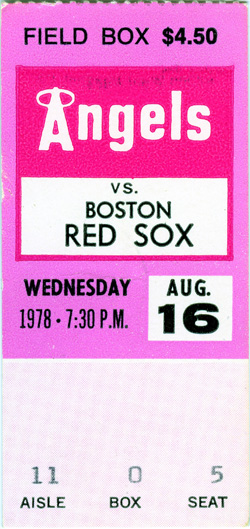 FIELD BOX $4.50
Angels
VS.
BOSTON
RED SOX
WEDNESDAY AUG.
1978 • 7:30 P.M. 16
11 0 5
AISLE BOX SEAT